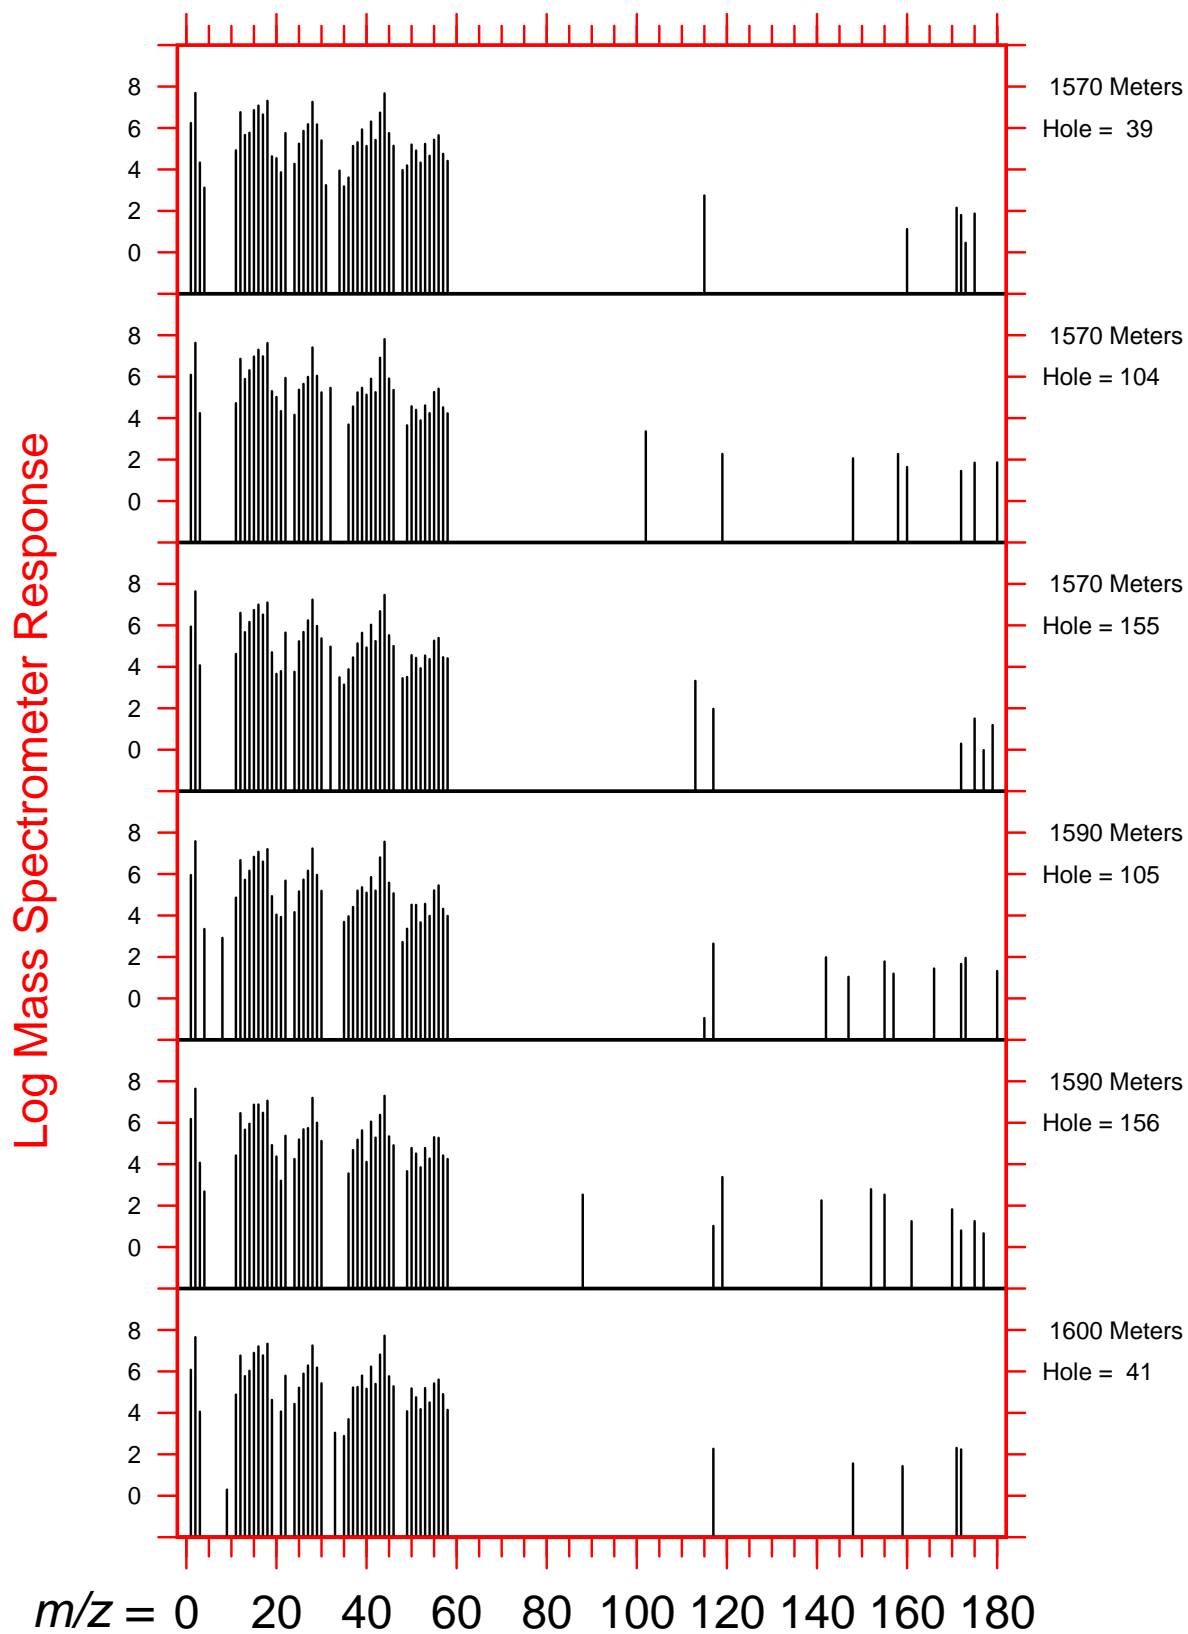 Log Mass Spectrometer Response
8
6
4
2
0
1570 Meters
Hole = 39
8
6
4
2
0
1570 Meters
Hole = 104
8
6
4
2
0
1570 Meters
Hole = 155
8
6
4
2
0
1590 Meters
Hole = 105
8
6
4
2
0
1590 Meters
Hole = 156
8
6
4
2
0
1600 Meters
Hole = 41
m/z = 0 20 40 60 80 100 120 140 160 180